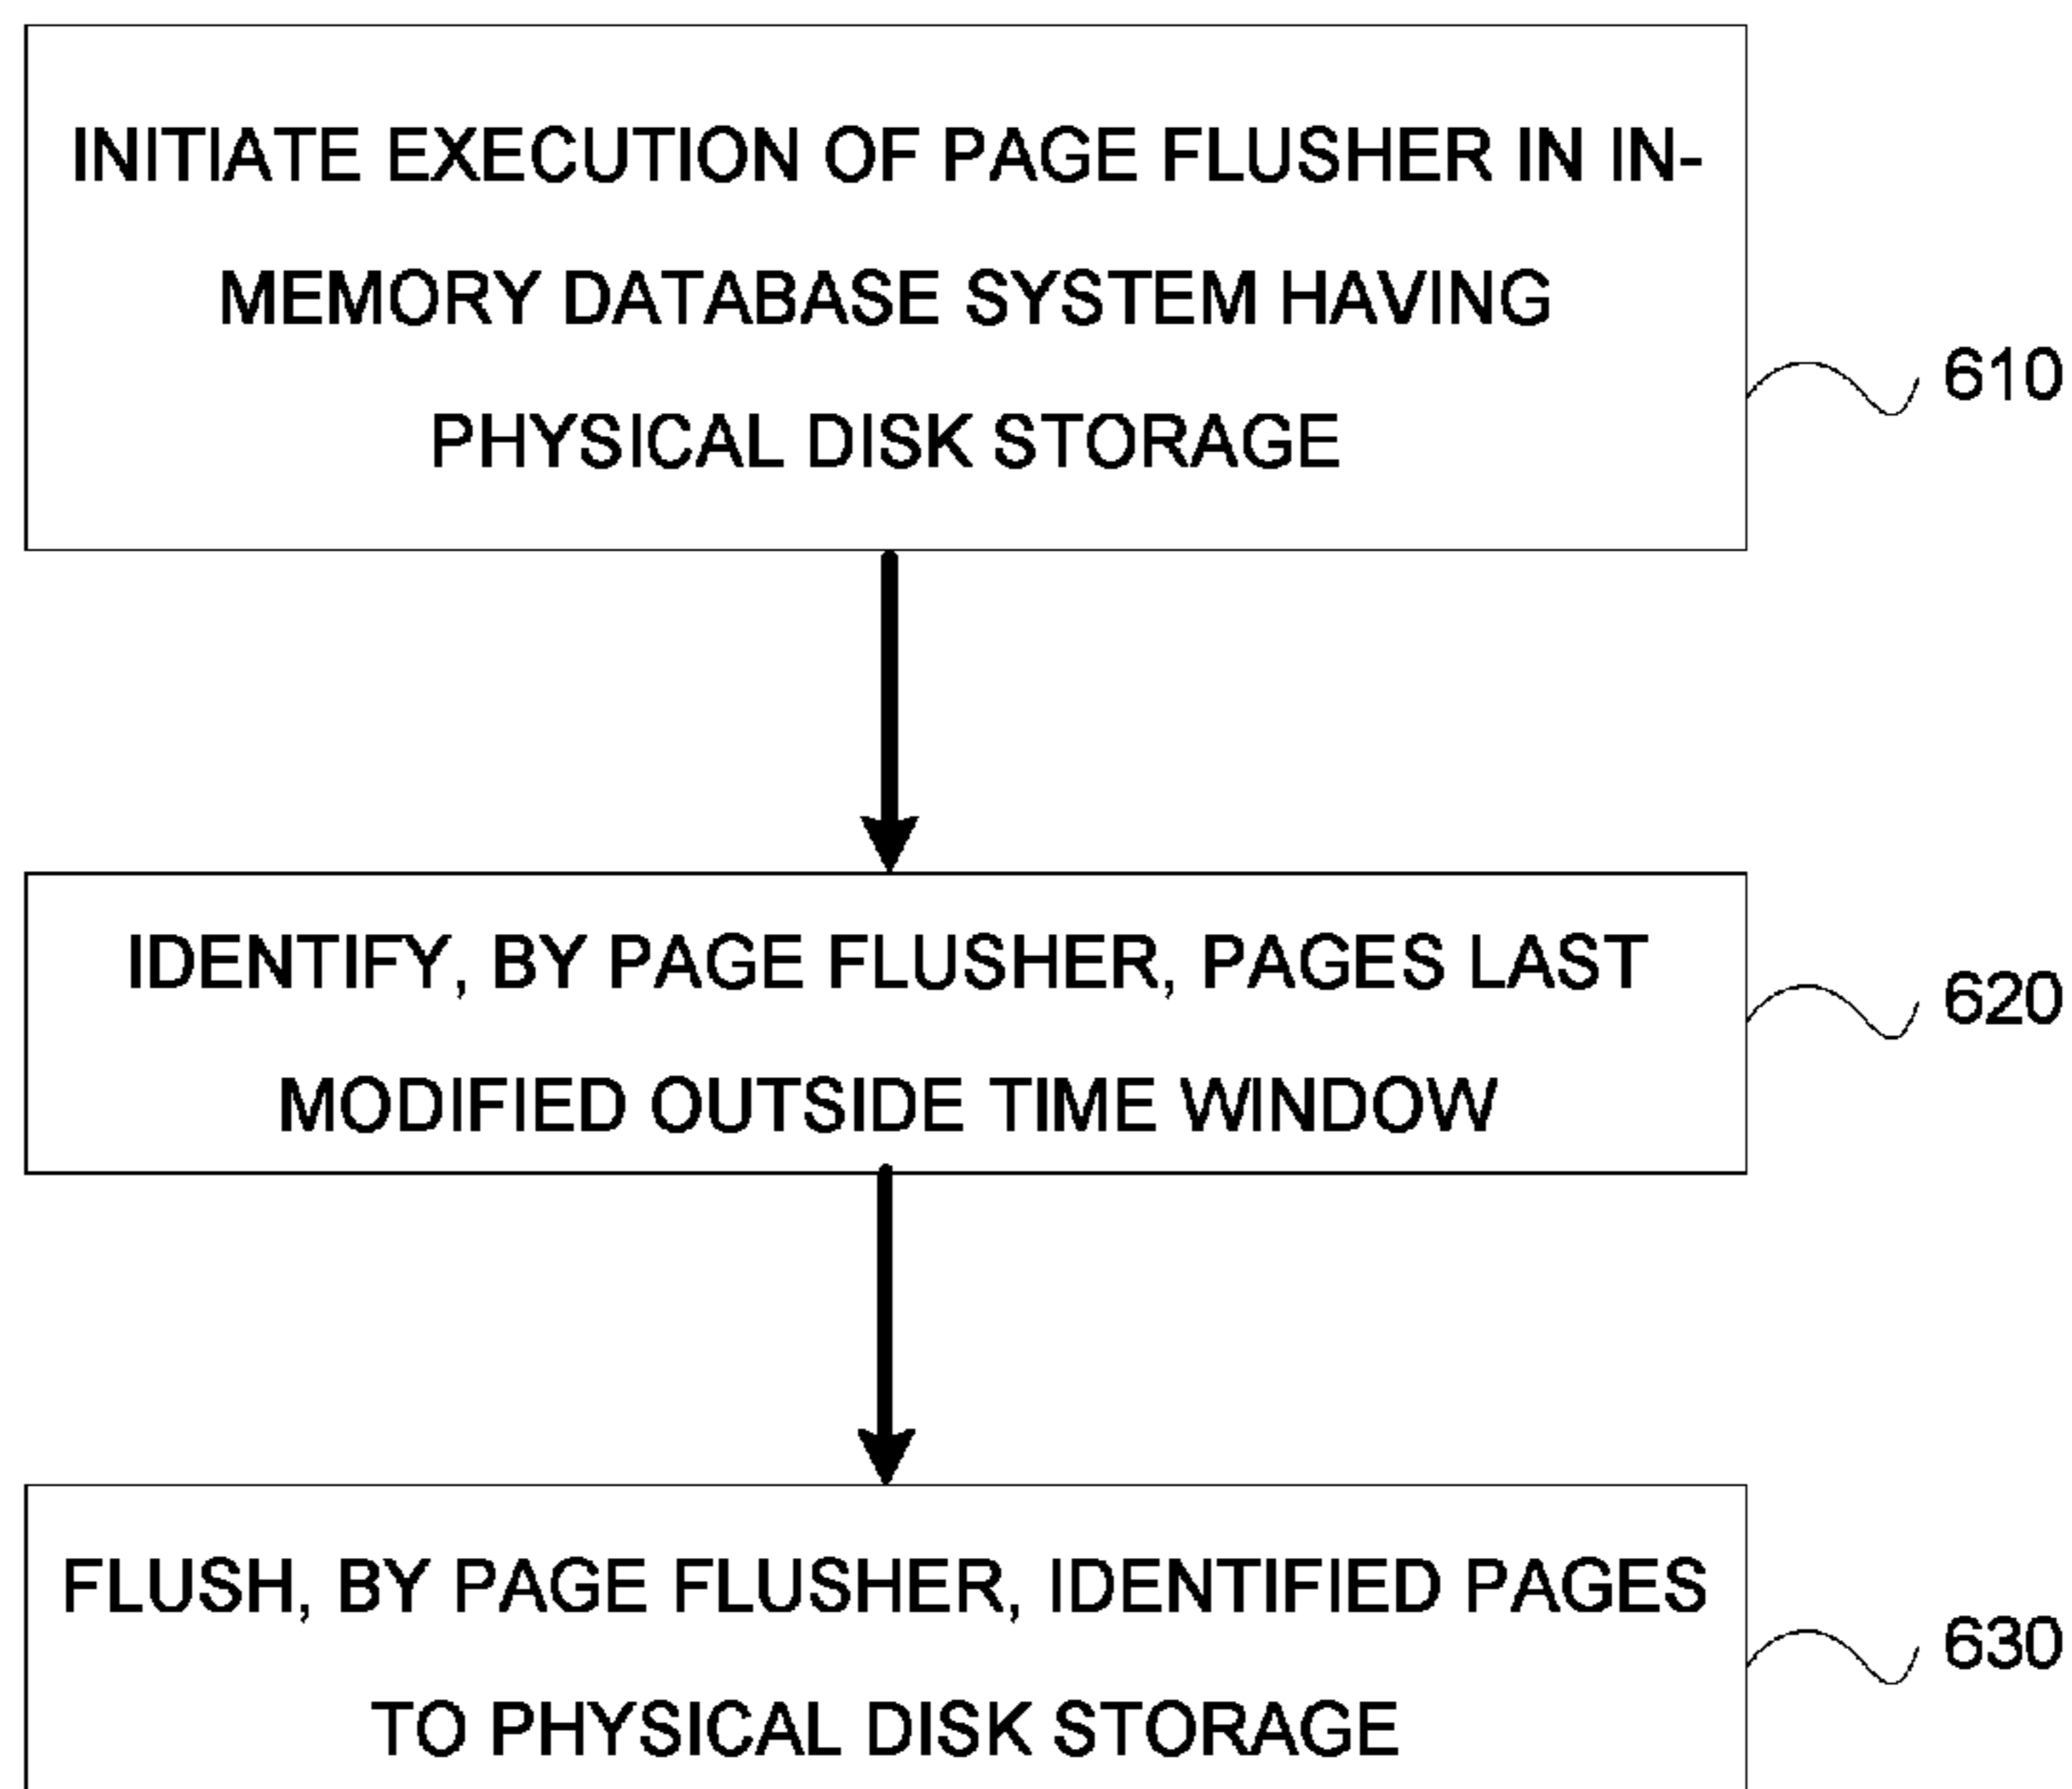 INITIATE EXECUTION OF PAGE FLUSHER IN IN-
MEMORY DATABASE SYSTEM HAVING
PHYSICAL DISK STORAGE
610
IDENTIFY, BY PAGE FLUSHER, PAGES LAST
MODIFIED OUTSIDE TIME WINDOW
620
FLUSH, BY PAGE FLUSHER, IDENTIFIED PAGES
TO PHYSICAL DISK STORAGE
630